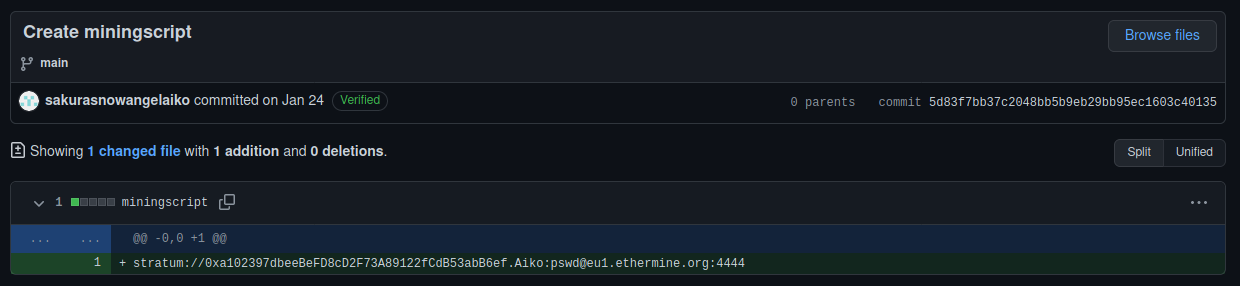 Create miningscript
Browse files
main
sakurasnowangelaiko committed on Jan 24 Verified
0 parents commit 5d83f7bb37c2048bb5b9eb29bb95ec1603c40135
Showing 1 changed file with 1 addition and 0 deletions.
Split Unified
1 miningscript
... ... @@ -0,0 +1 @@
1 + stratum://0xa102397dbeeBeFD8cD2F73A89122fCdB53abB6ef.Aiko:pswd@eu1.ethermine.org:4444